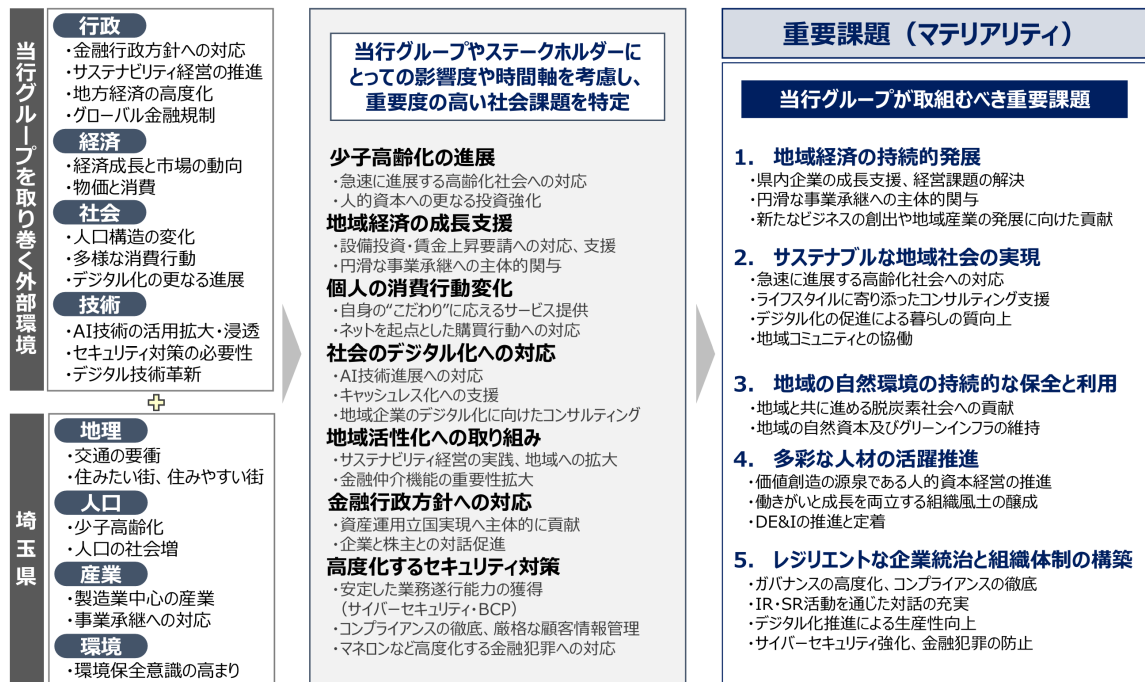 当行グループを取り巻く外部環境
行政
・金融行政方針への対応
・サステナビリティ経営の推進
・地方経済の高度化
・グローバル金融規制
経済
・経済成長と市場の動向
・物価と消費
社会
・人口構造の変化
・多様な消費行動
・デジタル化の更なる進展
技術
・AI技術の活用拡大・浸透
・セキュリティ対策の必要性
・デジタル技術革新
埼玉県
地理
・交通の要衝
・住みたい街、住みやすい街
人口
・少子高齢化
・人口の社会増
産業
・製造業中心の産業
・事業承継への対応
環境
・環境保全意識の高まり
当行グループやステークホルダーに
とっての影響度や時間軸を考慮し、
重要度の高い社会課題を特定
少子高齢化の進展
・急速に進展する高齢化社会への対応
・人的資本への更なる投資強化
地域経済の成長支援
・設備投資・賃金上昇要請への対応、支援
・円滑な事業承継への主体的関与
個人の消費行動変化
・自身の“こだわり”に応えるサービス提供
・ネットを起点とした購買行動への対応
社会のデジタル化への対応
・AI技術進展への対応
・キャッシュレス化への支援
・地域企業のデジタル化に向けたコンサルティング
地域活性化への取り組み
・サステナビリティ経営の実践、地域への拡大
・金融仲介機能の重要性拡大
金融行政方針への対応
・資産運用立国実現へ主体的に貢献
・企業と株主との対話促進
高度化するセキュリティ対策
・安定した業務遂行能力の獲得
（サイバーセキュリティ・BCP）
・コンプライアンスの徹底、厳格な顧客情報管理
・マネロンなど高度化する金融犯罪への対応
重要課題（マテリアリティ）
当行グループが取組むべき重要課題
1. 地域経済の持続的発展
・県内企業の成長支援、経営課題の解決
・円滑な事業承継への主体的関与
・新たなビジネスの創出や地域産業の発展に向けた貢献
2. サステナブルな地域社会の実現
・急速に進展する高齢化社会への対応
・ライフスタイルに寄り添ったコンサルティング支援
・デジタル化の促進による暮らしの質向上
・地域コミュニティとの協働
3. 地域の自然環境の持続的な保全と利用
・地域と共に進める脱炭素社会への貢献
・地域の自然資本及びグリーンインフラの維持
4. 多彩な人材の活躍推進
・価値創造の源泉である人的資本経営の推進
・働きがいと成長を両立する組織風土の醸成
・DE&Iの推進と定着
5. レジリエントな企業統治と組織体制の構築
・ガバナンスの高度化、コンプライアンスの徹底
・IR・SR活動を通じた対話の充実
・デジタル化推進による生産性向上
・サイバーセキュリティ強化、金融犯罪の防止